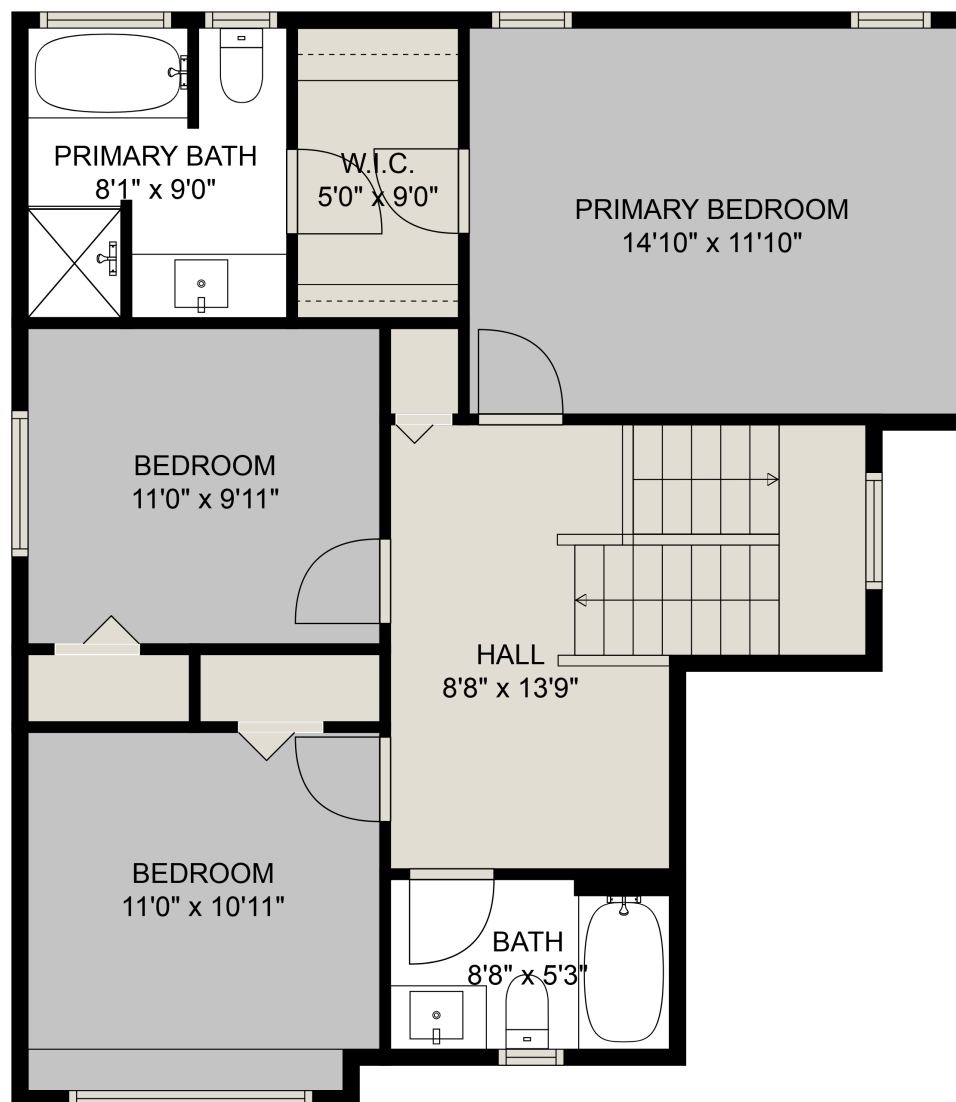 PRIMARY BATH
8'1" x 9'0"
W.I.C.
5'0" x 9'0"
PRIMARY BEDROOM
14'10" x 11'10"
BEDROOM
11'0" x 9'11"
HALL
8'8" x 13'9"
BEDROOM
11'0" x 10'11"
BATH
8'8" x 5'3"